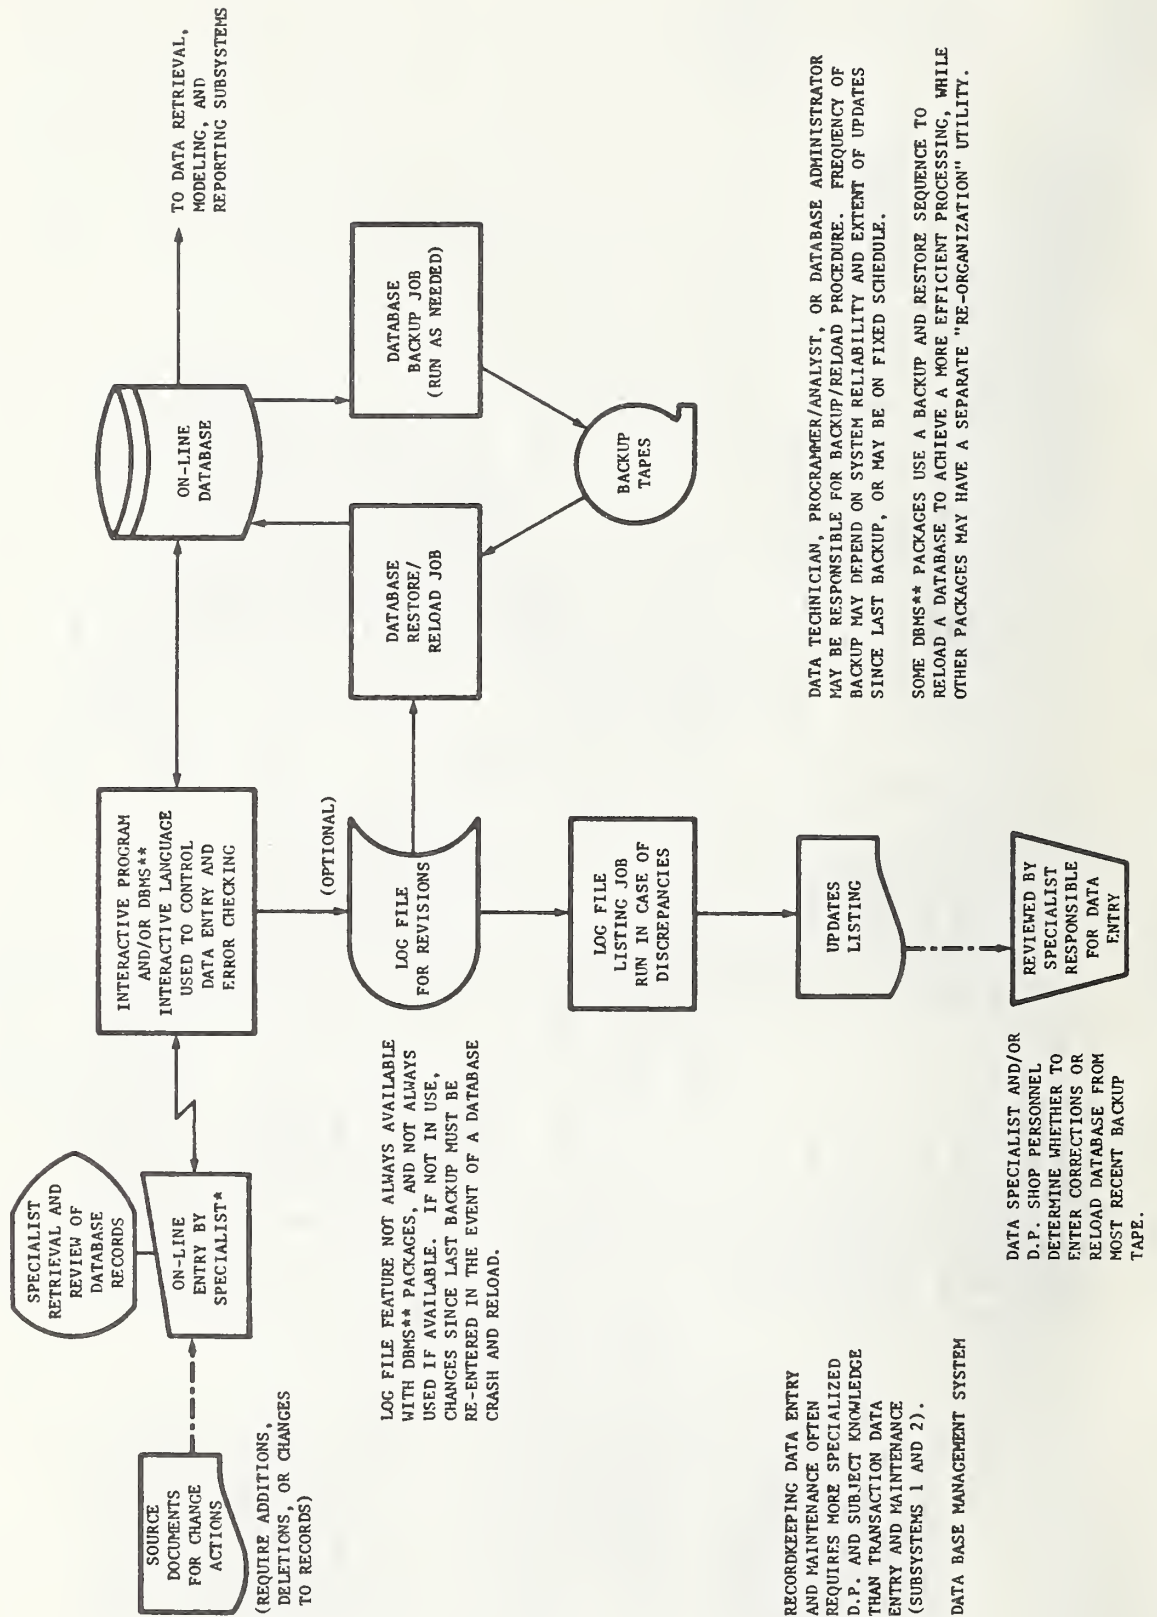 SOURCE
DOCUMENTS
FOR CHANGE
ACTIONS
(REQUIRE ADDITIONS,
DELETIONS, OR CHANGES
TO RECORDS)
SPECIALIST
RETRIEVAL AND
REVIEW OF
DATABASE
RECORDS
ON-LINE
ENTRY BY
SPECIALIST*
INTERACTIVE PROGRAM
AND/OR DBMS**
INTERACTIVE LANGUAGE
USED TO CONTROL
DATA ENTRY AND
ERROR CHECKING
ON-LINE
DATABASE
TO DATA RETRIEVAL,
MODELING, AND
REPORTING SUBSYSTEMS
(OPTIONAL)
LOG FILE
FOR REVISIONS
DATABASE
RESTORE/
RELOAD JOB
DATABASE
BACKUP JOB
(RUN AS NEEDED)
BACKUP
TAPES
LOG FILE FEATURE NOT ALWAYS AVAILABLE
WITH DBMS** PACKAGES, AND NOT ALWAYS
USED IF AVAILABLE. IF NOT IN USE,
CHANGES SINCE LAST BACKUP MUST BE
RE-ENTERED IN THE EVENT OF A DATABASE
CRASH AND RELOAD.
LOG FILE
LISTING JOB
RUN IN CASE OF
DISCREPANCIES
UPDATES
LISTING
REVIEWED BY
SPECIALIST
RESPONSIBLE
FOR DATA
ENTRY
DATA SPECIALIST AND/OR
D.P. SHOP PERSONNEL
DETERMINE WHETHER TO
ENTER CORRECTIONS OR
RELOAD DATABASE FROM
MOST RECENT BACKUP
TAPE.
DATA TECHNICIAN, PROGRAMMER/ANALYST, OR DATABASE ADMINISTRATOR
MAY BE RESPONSIBLE FOR BACKUP/RELOAD PROCEDURE. FREQUENCY OF
BACKUP MAY DEPEND ON SYSTEM RELIABILITY AND EXTENT OF UPDATES
SINCE LAST BACKUP, OR MAY BE ON FIXED SCHEDULE.
SOME DBMS** PACKAGES USE A BACKUP AND RESTORE SEQUENCE TO
RELOAD A DATABASE TO ACHIEVE A MORE EFFICIENT PROCESSING, WHILE
OTHER PACKAGES MAY HAVE A SEPARATE "RE-ORGANIZATION" UTILITY.
RECORDKEEPING DATA ENTRY
AND MAINTENANCE OFTEN
REQUIRES MORE SPECIALIZED
D.P. AND SUBJECT KNOWLEDGE
THAN TRANSACTION DATA
ENTRY AND MAINTENANCE
(SUBSYSTEMS 1 AND 2).
DATA BASE MANAGEMENT SYSTEM